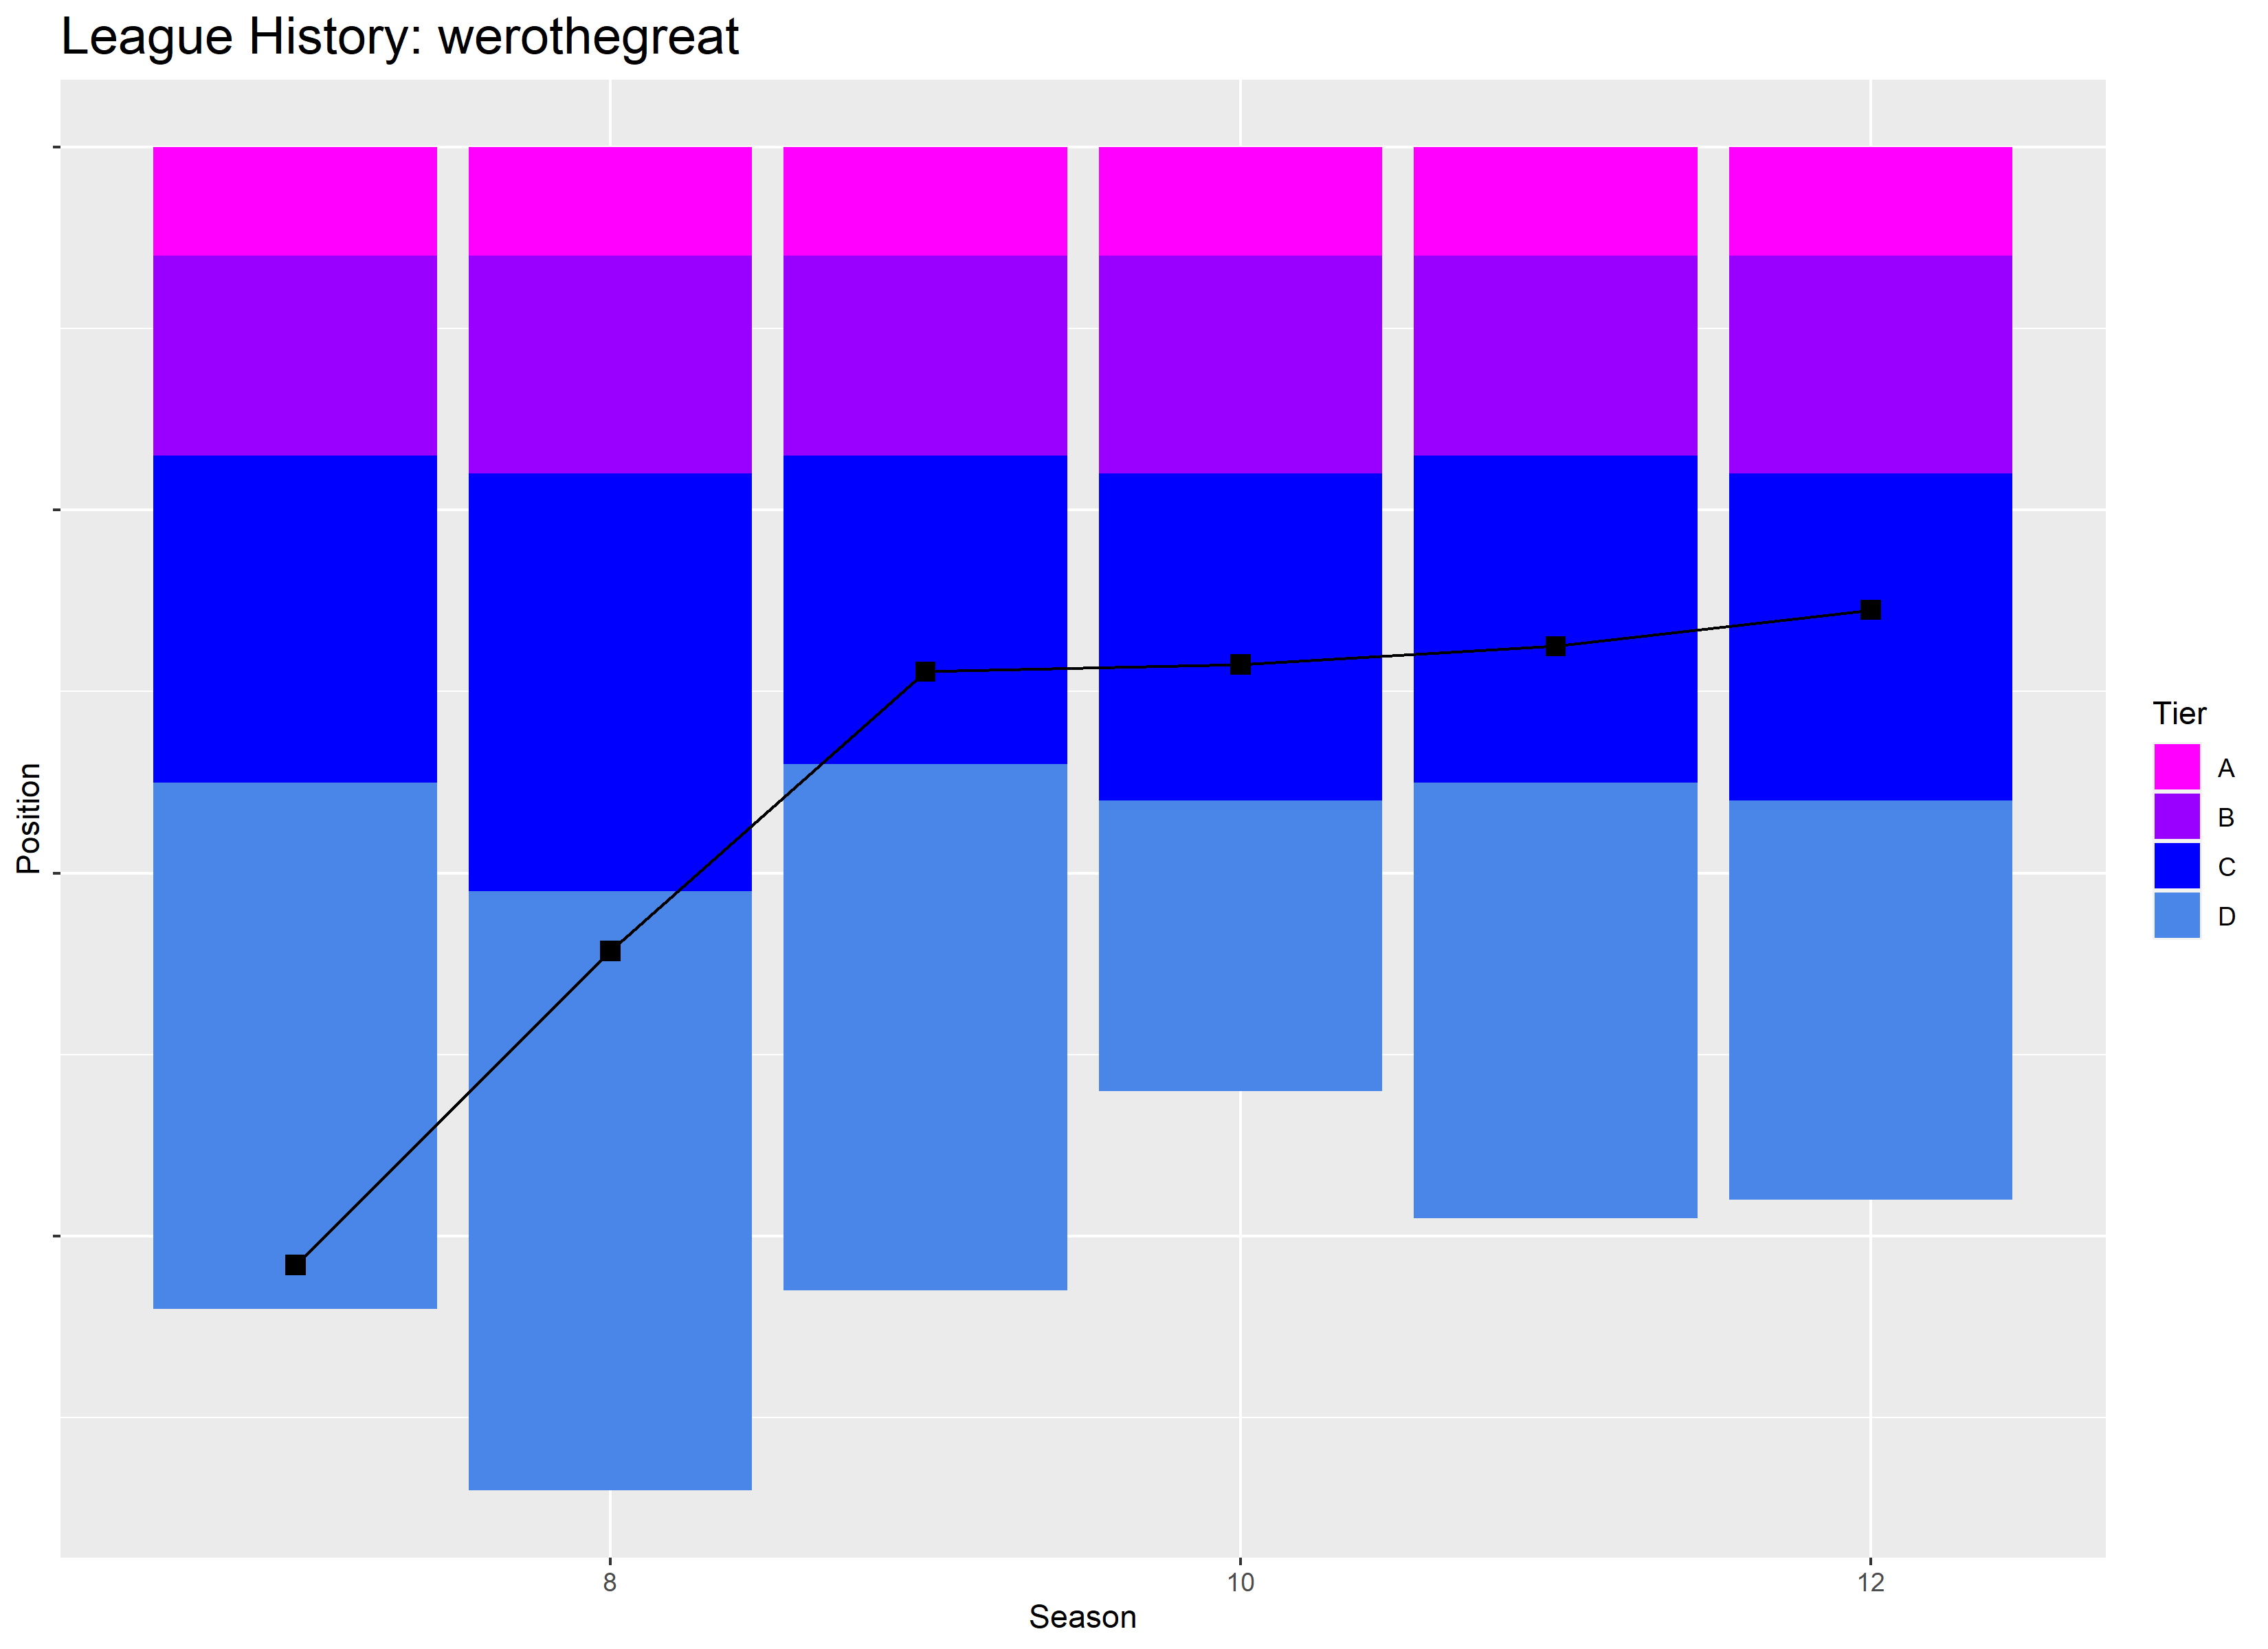 League History: werothegreat
Position
8
10
12
Season
Tier
A
B
C
D